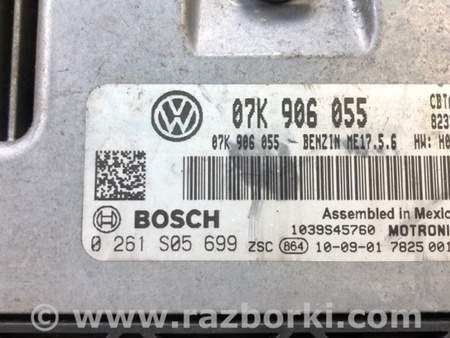 07K 906 055 CBT
823
07K 906 055 - BENZIN ME17.5.6 HW: H0
BOSCH Assembled in Mexico
1039S45760 MOTRONI
0 261 S05 699 ZSC 864 10-09-01 7825 001
www.razborki.com